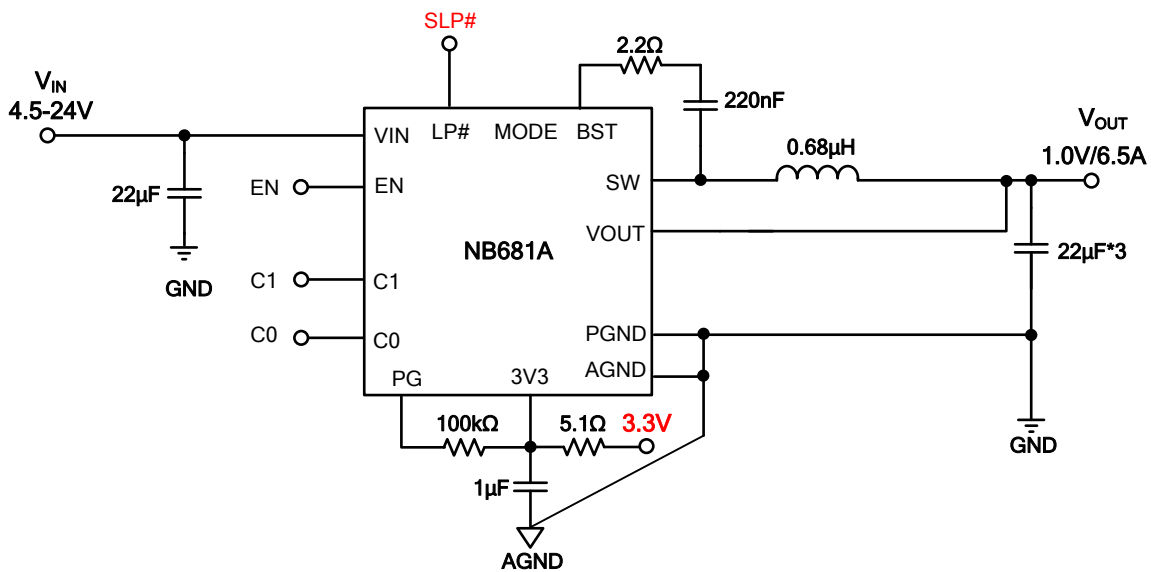 SLP#
2.2Ω
VIN
4.5-24V
220nF
VIN
LP#
MODE
BST
VOUT
1.0V/6.5A
0.68µH
22µF
EN
EN
SW
VOUT
NB681A
22µF*3
GND
C1
C1
C0
C0
PGND
AGND
PG
3V3
100kΩ
5.1Ω
3.3V
GND
1µF
AGND